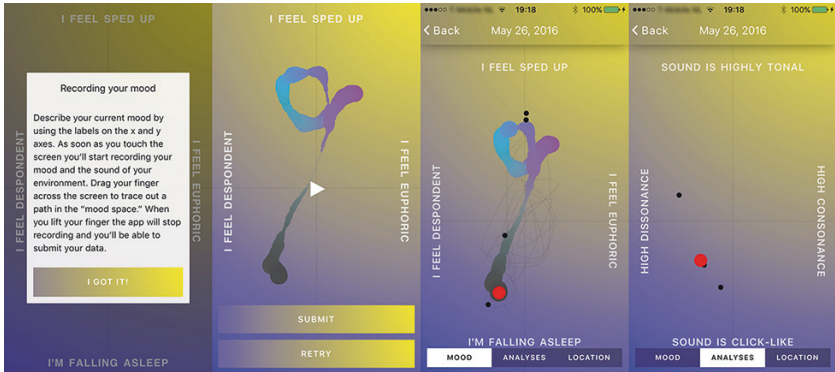 I FEEL SPED UP
Recording your mood
Describe your current mood by
using the labels on the x and y
axes. As soon as you touch the
screen you'll start recording your
mood and the sound of your
environment. Drag your finger
across the screen to trace out a
path in the "mood space." When
you lift your finger the app will stop
recording and you'll be able to
submit your data.
I GOT IT!
I FEEL DESPONDENT
I FEEL EUPHORIC
I'M FALLING ASLEEP
I FEEL DESPONDENT
I FEEL EUPHORIC
SUBMIT
RETRY
19:18
100%
Back
May 26, 2016
I FEEL SPED UP
I FEEL DESPONDENT
I FEEL EUPHORIC
I'M FALLING ASLEEP
MOOD
ANALYSES
LOCATION
19:18
100%
Back
May 26, 2016
SOUND IS HIGHLY TONAL
HIGH DISSONANCE
HIGH CONSONANCE
SOUND IS CLICK-LIKE
MOOD
ANALYSES
LOCATION